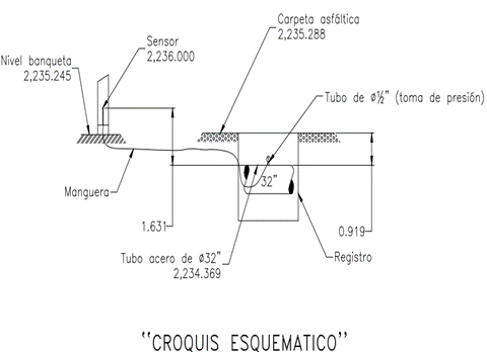 Carpeta asfáltica
2,235.288
Sensor
2,236.000
Nivel banqueta
2,235.245
Tubo de ø½" (toma de presión)
32"
Manguera
1.631
0.919
Tubo acero de ø32"
2,234.369
Registro
"CROQUIS ESQUEMATICO"